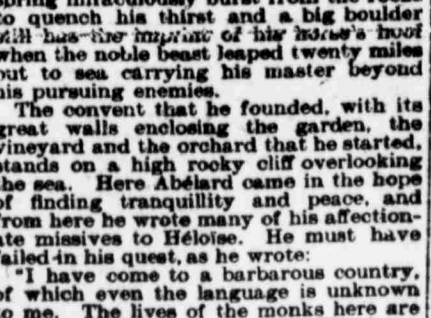 spring miraculously burst from the rocks
to quench his thirst and a big boulder
still has the imprint of his horse's hoof
when the noble beast leaped twenty miles
out to sea carrying his master beyond
his pursuing enemies.
The convent that he founded, with its
great walls enclosing the garden, the
vineyard and the orchard that he started,
stands on a high rocky cliff overlooking
the sea. Here Abélard came in the hope
of finding tranquillity and peace, and
from here he wrote many of his affection-
ate missives to Héloïse. He must have
failed in his quest, as he wrote:
"I have come to a barbarous country,
of which even the language is unknown
to me. The lives of the monks here are